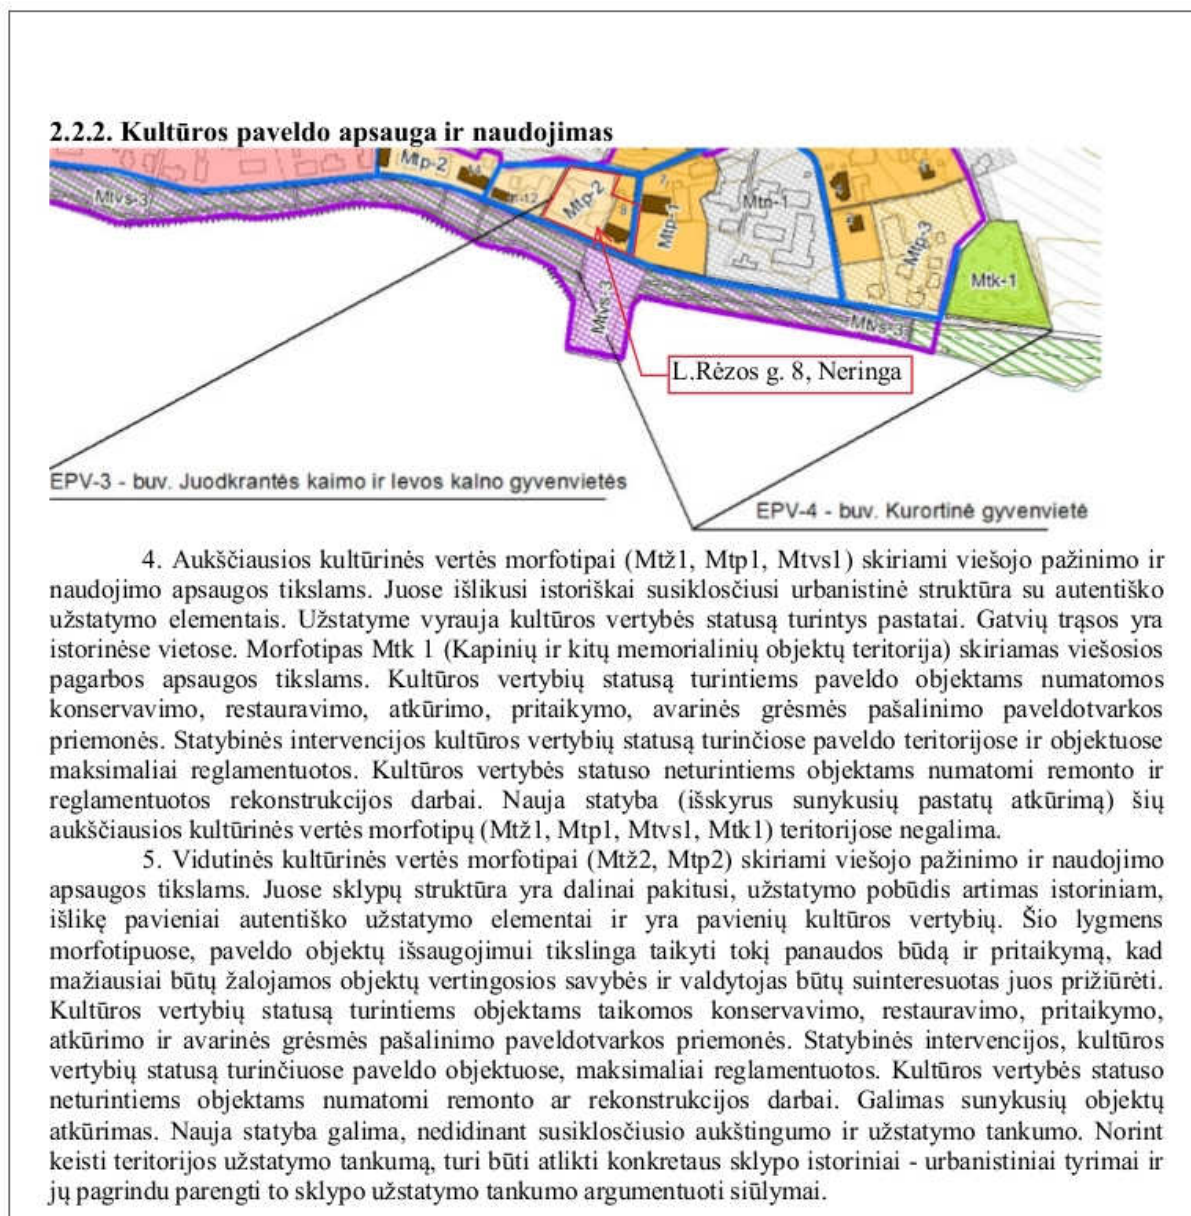 2.2.2. Kultūros paveldo apsauga ir naudojimas
Mtp-2
Mtvs-3
Mtp-2
8
7
Mtp-1
Mtn-1
Mtp-3
Mtk-1
Mtvs-3
Mtvs-3
L.Rėzos g. 8, Neringa
EPV-3 - buv. Juodkrantės kaimo ir Ievos kalno gyvenvietės
EPV-4 - buv. Kurortinė gyvenvietė
4. Aukščiausios kultūrinės vertės morfotipai (Mtž1, Mtp1, Mtvs1) skiriami viešojo pažinimo ir
naudojimo apsaugos tikslams. Juose išlikusi istoriškai susiklosčiusi urbanistinė struktūra su autentiško
užstatymo elementais. Užstatyme vyrauja kultūros vertybės statusą turintys pastatai. Gatvių trąsos yra
istorinėse vietose. Morfotipas Mtk 1 (Kapinių ir kitų memorialinių objektų teritorija) skiriamas viešosios
pagarbos apsaugos tikslams. Kultūros vertybių statusą turintiems paveldo objektams numatomos
konservavimo, restauravimo, atkūrimo, pritaikymo, avarinės grėsmės pašalinimo paveldotvarkos
priemonės. Statybinės intervencijos kultūros vertybių statusą turinčiose paveldo teritorijose ir objektuose
maksimaliai reglamentuotos. Kultūros vertybės statuso neturintiems objektams numatomi remonto ir
reglamentuotos rekonstrukcijos darbai. Nauja statyba (išskyrus sunykusių pastatų atkūrimą) šių
aukščiausios kultūrinės vertės morfotipų (Mtž1, Mtp1, Mtvs1, Mtk1) teritorijose negalima.
5. Vidutinės kultūrinės vertės morfotipai (Mtž2, Mtp2) skiriami viešojo pažinimo ir naudojimo
apsaugos tikslams. Juose sklypų struktūra yra dalinai pakitusi, užstatymo pobūdis artimas istoriniam,
išlikę pavieniai autentiško užstatymo elementai ir yra pavienių kultūros vertybių. Šio lygmens
morfotipuose, paveldo objektų išsaugojimui tikslinga taikyti tokį panaudos būdą ir pritaikymą, kad
mažiausiai būtų žalojamos objektų vertingosios savybės ir valdytojas būtų suinteresuotas juos prižiūrėti.
Kultūros vertybių statusą turintiems objektams taikomos konservavimo, restauravimo, pritaikymo,
atkūrimo ir avarinės grėsmės pašalinimo paveldotvarkos priemonės. Statybinės intervencijos, kultūros
vertybių statusą turinčiuose paveldo objektuose, maksimaliai reglamentuotos. Kultūros vertybės statuso
neturintiems objektams numatomi remonto ar rekonstrukcijos darbai. Galimas sunykusių objektų
atkūrimas. Nauja statyba galima, nedidinant susiklosčiusio aukštingumo ir užstatymo tankumo. Norint
keisti teritorijos užstatymo tankumą, turi būti atlikti konkretaus sklypo istoriniai - urbanistiniai tyrimai ir
jų pagrindu parengti to sklypo užstatymo tankumo argumentuoti siūlymai.